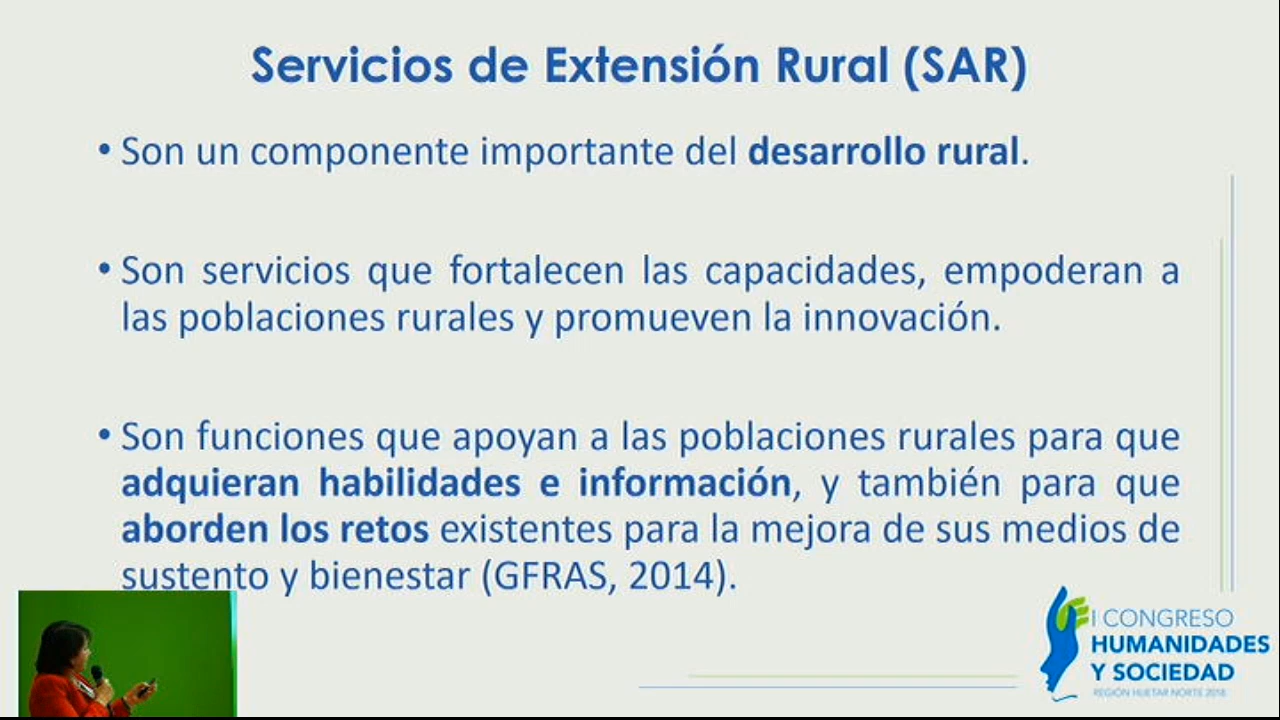 Servicios de Extensión Rural (SAR)
• Son un componente importante del desarrollo rural.
• Son servicios que fortalecen las capacidades, empoderan a
las poblaciones rurales y promueven la innovación.
• Son funciones que apoyan a las poblaciones rurales para que
adquieran habilidades e información, y también para que
aborden los retos existentes para la mejora de sus medios de
sustento y bienestar (GFRAS, 2014).
I CONGRESO
HUMANIDADES
Y SOCIEDAD
REGIÓN HUETAR NORTE 2018